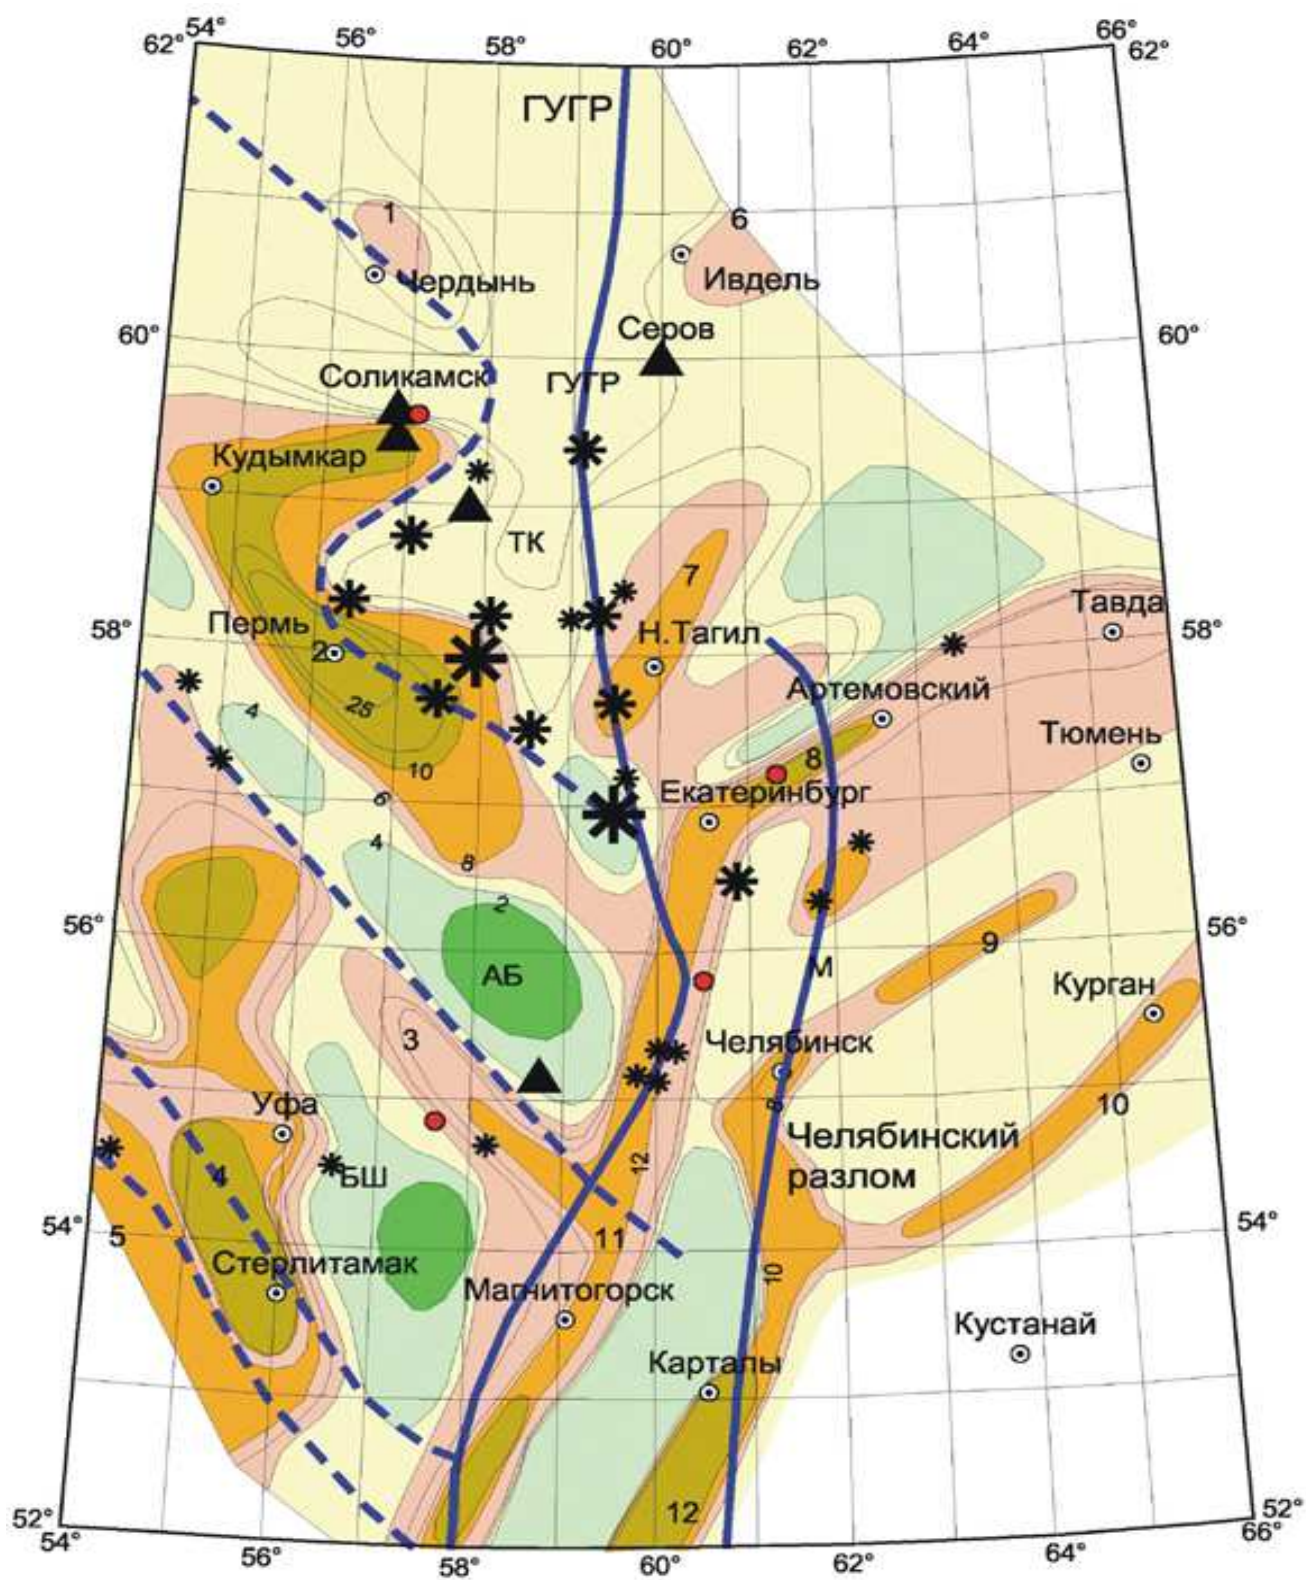 54° 56° 58° 60° 62° 64° 66°
62° 62°
ГУГР
1
6
Чердынь
Ивдель
60° 60°
Серов
Соликамск
ГУГР
Кудымкар
ТК
7
Тавда
58° 58°
Пермь
Н.Тагил
2
Артемовский
4
25
Тюмень
8
10
Екатеринбург
6
4
8
2
56° 56°
9
АБ
М
Курган
3
Челябинск
8
10
Уфа
Челябинский
разлом
12
4
БШ
54° 54°
5
11
10
Стерлитамак
Магнитогорск
Кустанай
Карталы
12
52° 52°
54° 56° 58° 60° 62° 64° 66°